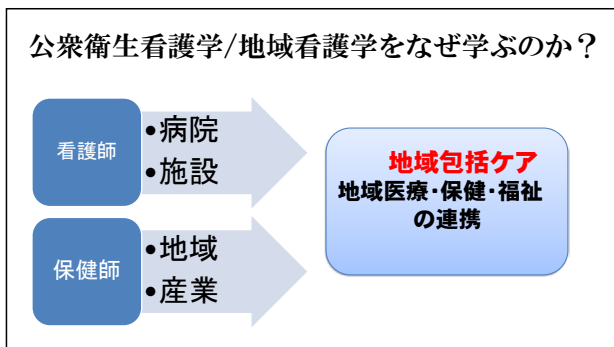 公衆衛生看護学/地域看護学をなぜ学ぶのか？
看護師
•病院
•施設
保健師
•地域
•産業
地域包括ケア
地域医療・保健・福祉
の連携